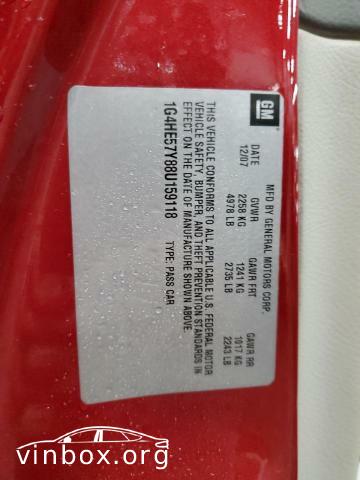 GM
MFD BY GENERAL MOTORS CORP.
DATE GVWR GAWR FRT GAWR RR
12/07 2258 KG 1241 KG 1017 KG
4978 LB 2735 LB 2243 LB
THIS VEHICLE CONFORMS TO ALL APPLICABLE U.S. FEDERAL MOTOR
VEHICLE SAFETY, BUMPER, AND THEFT PREVENTION STANDARDS IN
EFFECT ON THE DATE OF MANUFACTURE SHOWN ABOVE.
1G4HE57Y88U159118 TYPE: PASS CAR
vinbox.org